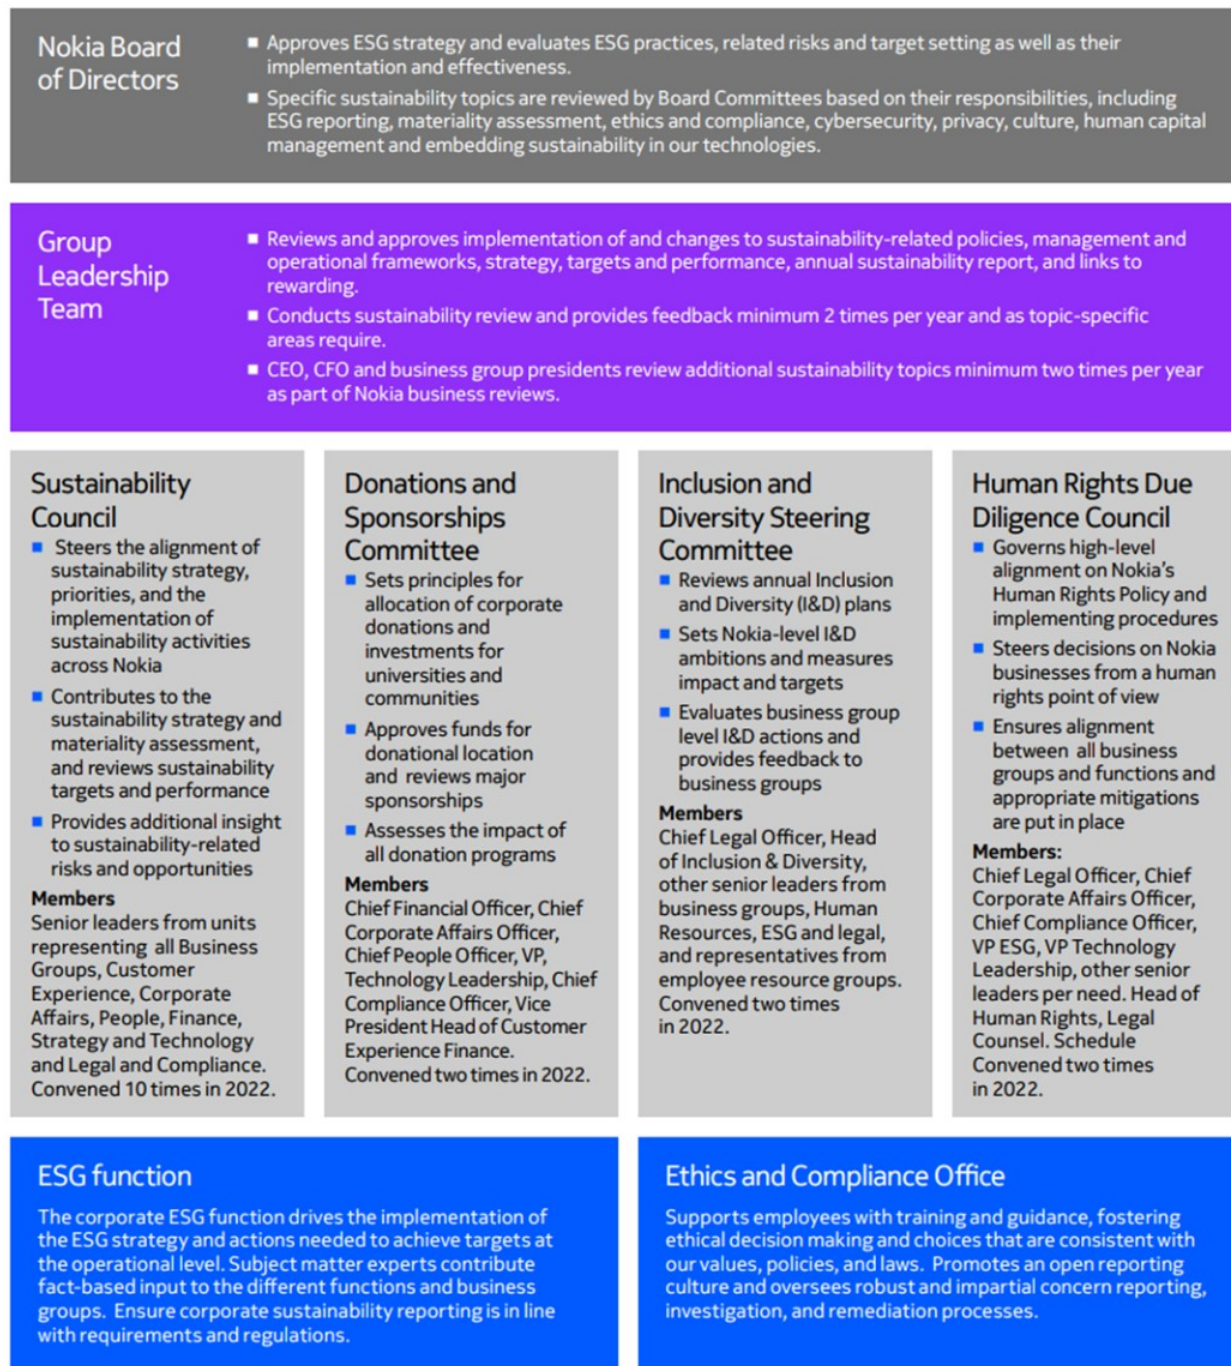 Nokia Board
of Directors
■ Approves ESG strategy and evaluates ESG practices, related risks and target setting as well as their
implementation and effectiveness.
■ Specific sustainability topics are reviewed by Board Committees based on their responsibilities, including
ESG reporting, materiality assessment, ethics and compliance, cybersecurity, privacy, culture, human capital
management and embedding sustainability in our technologies.
Group
Leadership
Team
■ Reviews and approves implementation of and changes to sustainability-related policies, management and
operational frameworks, strategy, targets and performance, annual sustainability report, and links to
rewarding.
■ Conducts sustainability review and provides feedback minimum 2 times per year and as topic-specific
areas require.
■ CEO, CFO and business group presidents review additional sustainability topics minimum two times per year
as part of Nokia business reviews.
Sustainability
Council
■ Steers the alignment of
sustainability strategy,
priorities, and the
implementation of
sustainability activities
across Nokia
■ Contributes to the
sustainability strategy and
materiality assessment,
and reviews sustainability
targets and performance
■ Provides additional insight
to sustainability-related
risks and opportunities
Members
Senior leaders from units
representing all Business
Groups, Customer
Experience, Corporate
Affairs, People, Finance,
Strategy and Technology
and Legal and Compliance.
Convened 10 times in 2022.
Donations and
Sponsorships
Committee
■ Sets principles for
allocation of corporate
donations and
investments for
universities and
communities
■ Approves funds for
donational location
and reviews major
sponsorships
■ Assesses the impact of
all donation programs
Members
Chief Financial Officer, Chief
Corporate Affairs Officer,
Chief People Officer, VP,
Technology Leadership, Chief
Compliance Officer, Vice
President Head of Customer
Experience Finance.
Convened two times in 2022.
Inclusion and
Diversity Steering
Committee
■ Reviews annual Inclusion
and Diversity (I&D) plans
■ Sets Nokia-level I&D
ambitions and measures
impact and targets
■ Evaluates business group
level I&D actions and
provides feedback to
business groups
Members
Chief Legal Officer, Head
of Inclusion & Diversity,
other senior leaders from
business groups, Human
Resources, ESG and legal,
and representatives from
employee resource groups.
Convened two times
in 2022.
Human Rights Due
Diligence Council
■ Governs high-level
alignment on Nokia's
Human Rights Policy and
implementing procedures
■ Steers decisions on Nokia
businesses from a human
rights point of view
■ Ensures alignment
between all business
groups and functions and
appropriate mitigations
are put in place
Members:
Chief Legal Officer, Chief
Corporate Affairs Officer,
Chief Compliance Officer,
VP ESG, VP Technology
Leadership, other senior
leaders per need. Head of
Human Rights, Legal
Counsel. Schedule
Convened two times
in 2022.
ESG function
The corporate ESG function drives the implementation of
the ESG strategy and actions needed to achieve targets at
the operational level. Subject matter experts contribute
fact-based input to the different functions and business
groups. Ensure corporate sustainability reporting is in line
with requirements and regulations.
Ethics and Compliance Office
Supports employees with training and guidance, fostering
ethical decision making and choices that are consistent with
our values, policies, and laws. Promotes an open reporting
culture and oversees robust and impartial concern reporting,
investigation, and remediation processes.